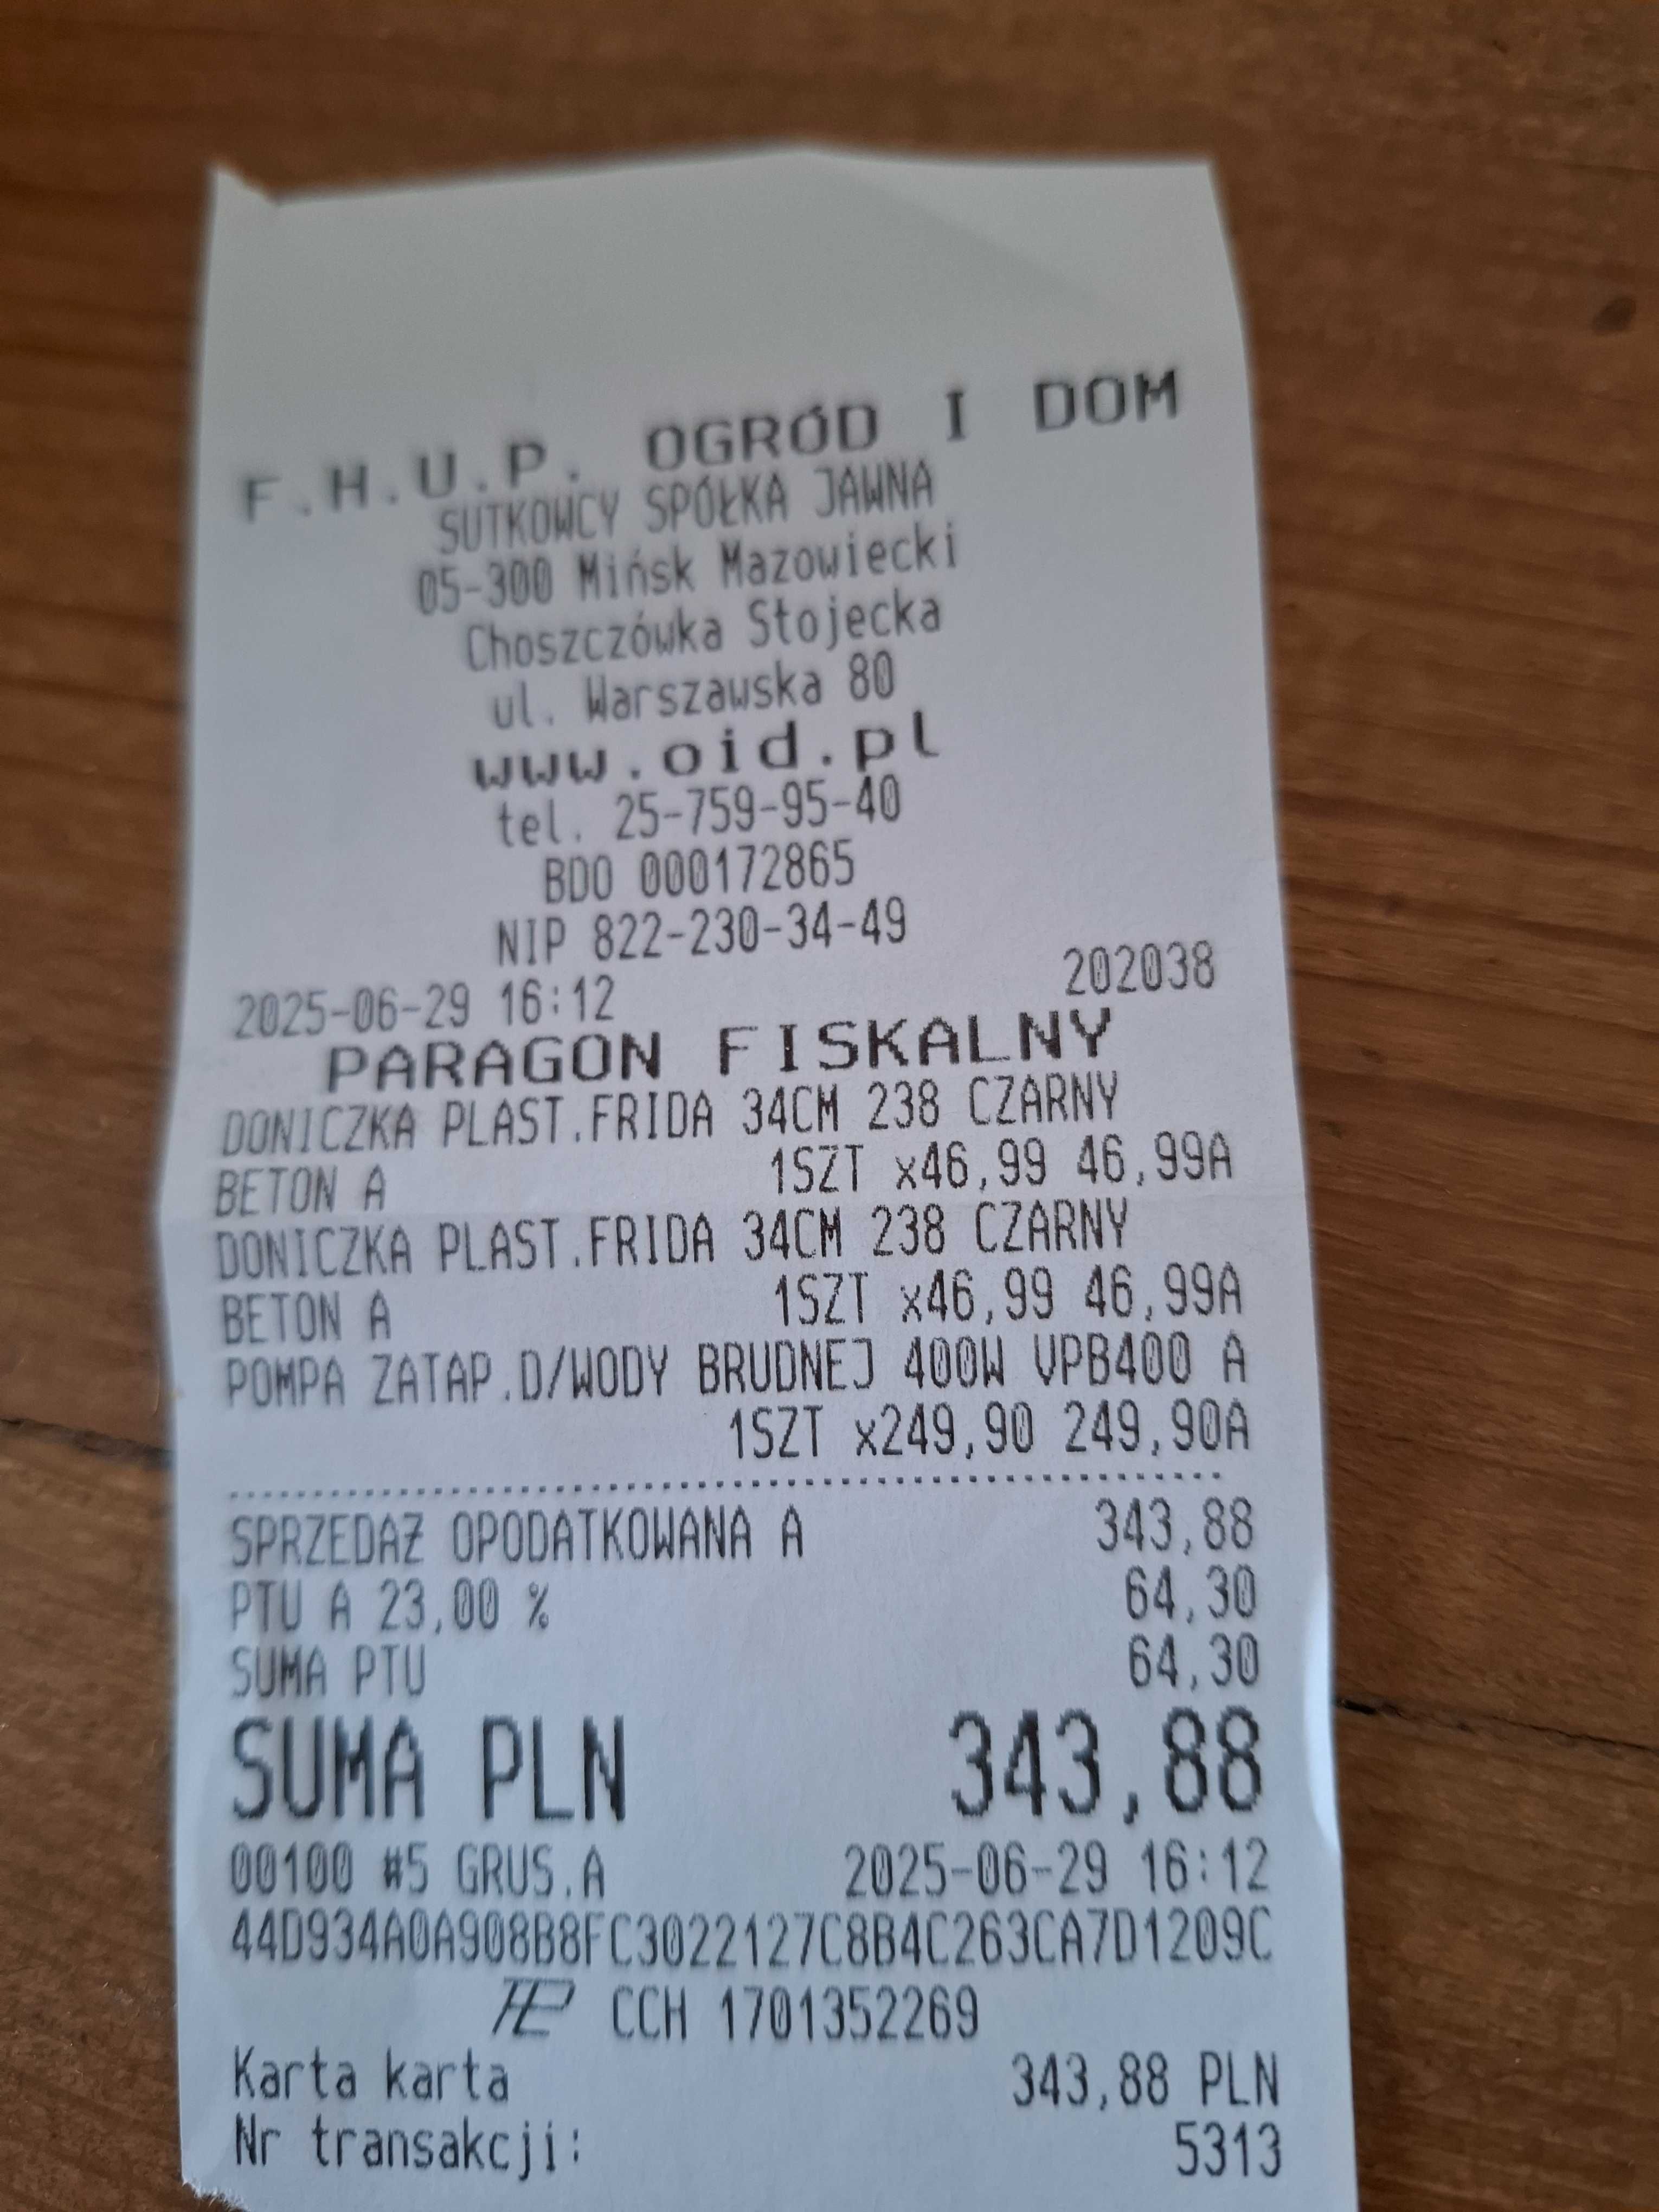 F.H.U.P. OGRÓD I DOM
SUTKOWCY SPÓŁKA JAWNA
05-300 Mińsk Mazowiecki
Choszczówka Stojecka
ul. Warszawska 80
www.oid.pl
tel. 25-759-95-40
BDO 000172865
NIP 822-230-34-49
2025-06-29 16:12 202038
PARAGON FISKALNY
DONICZKA PLAST.FRIDA 34CM 238 CZARNY
BETON A 1SZT x46,99 46,99A
DONICZKA PLAST.FRIDA 34CM 238 CZARNY
BETON A 1SZT x46,99 46,99A
POMPA ZATAP.D/WODY BRUDNEJ 400W VPB400 A
1SZT x249,90 249,90A
SPRZEDAŻ OPODATKOWANA A 343,88
PTU A 23,00 % 64,30
SUMA PTU 64,30
SUMA PLN 343,88
00100 #5 GRUS.A 2025-06-29 16:12
44D934A0A908B8FC3022127C8B4C263CA7D1209C
CCH 1701352269
Karta karta 343,88 PLN
Nr transakcji: 5313